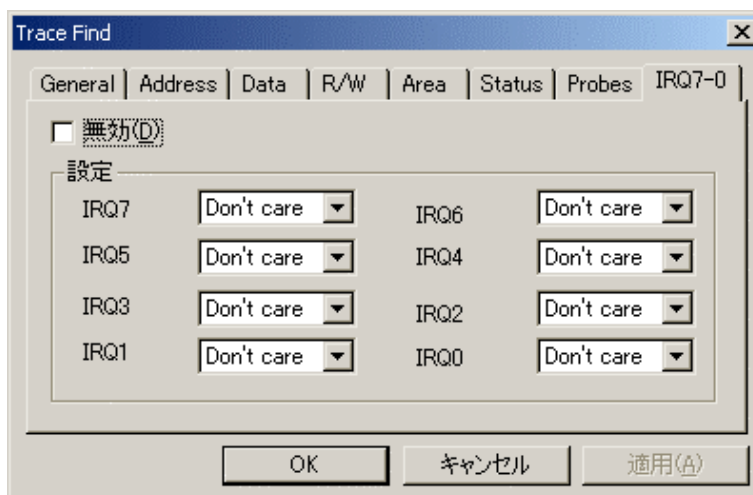 Trace Find
General Address Data R/W Area Status Probes IRQ7-0
無効(D)
設定
IRQ7 Don't care IRQ6 Don't care
IRQ5 Don't care IRQ4 Don't care
IRQ3 Don't care IRQ2 Don't care
IRQ1 Don't care IRQ0 Don't care
OK キャンセル 適用(A)